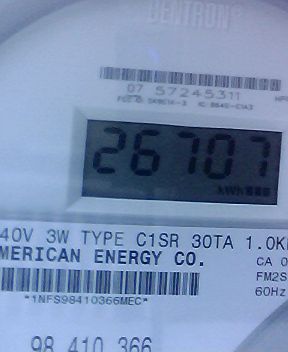 CENTRON®
07 57245311
26707
kWh
40V 3W TYPE C1SR 30TA 1.0K
MERICAN ENERGY CO.
CA 0
FM2S
*1NFS98410366MEC*
60Hz
98 410 366